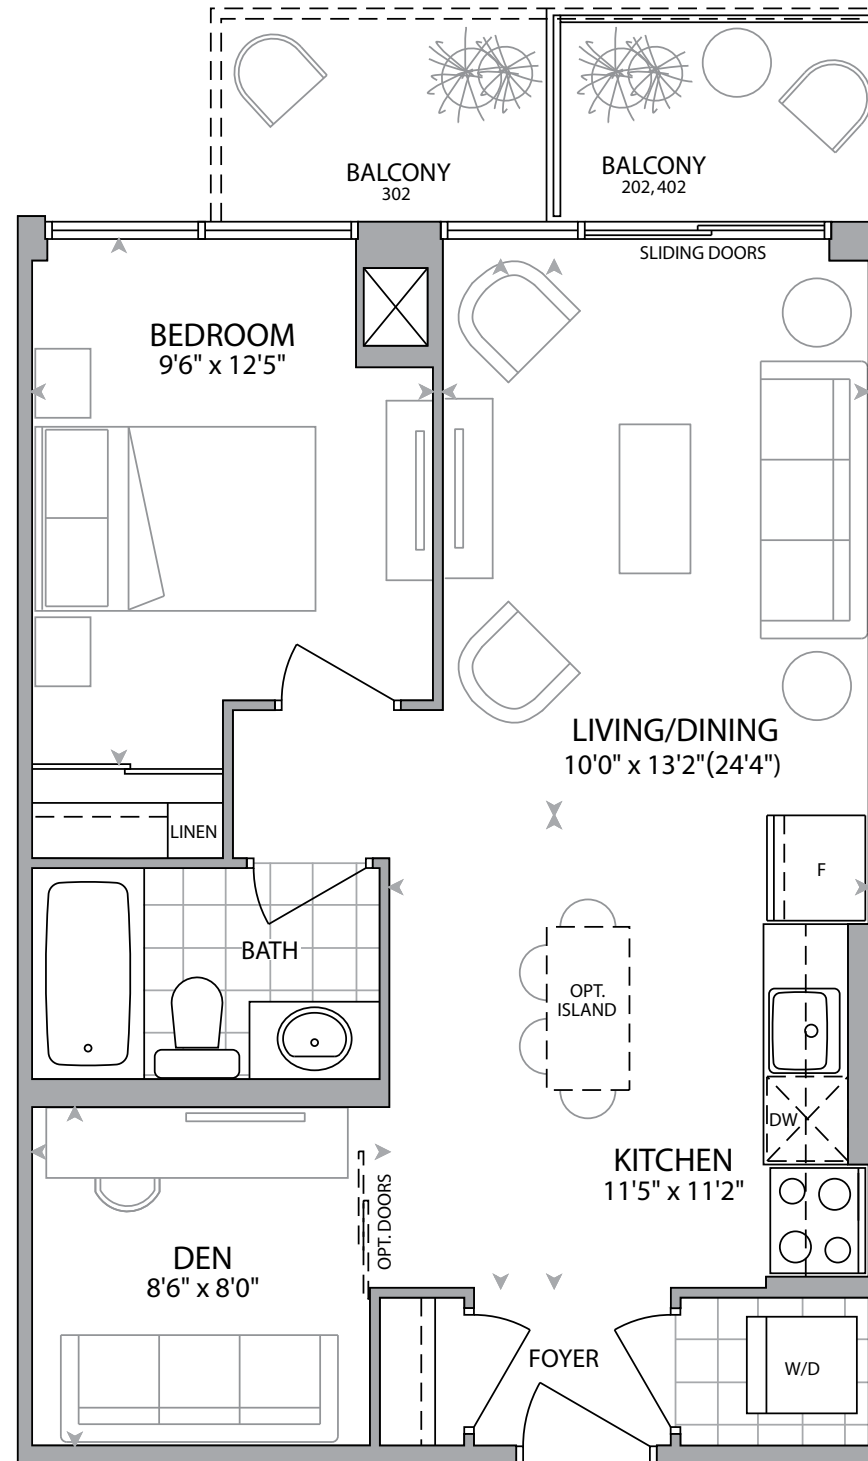 BALCONY
302
BALCONY
202,402
SLIDING DOORS
BEDROOM
9'6" x 12'5"
LIVING/DINING
10'0" x 13'2"(24'4")
LINEN
F
BATH
OPT.
ISLAND
DW
KITCHEN
11'5" x 11'2"
OPT. DOORS
DEN
8'6" x 8'0"
FOYER
W/D